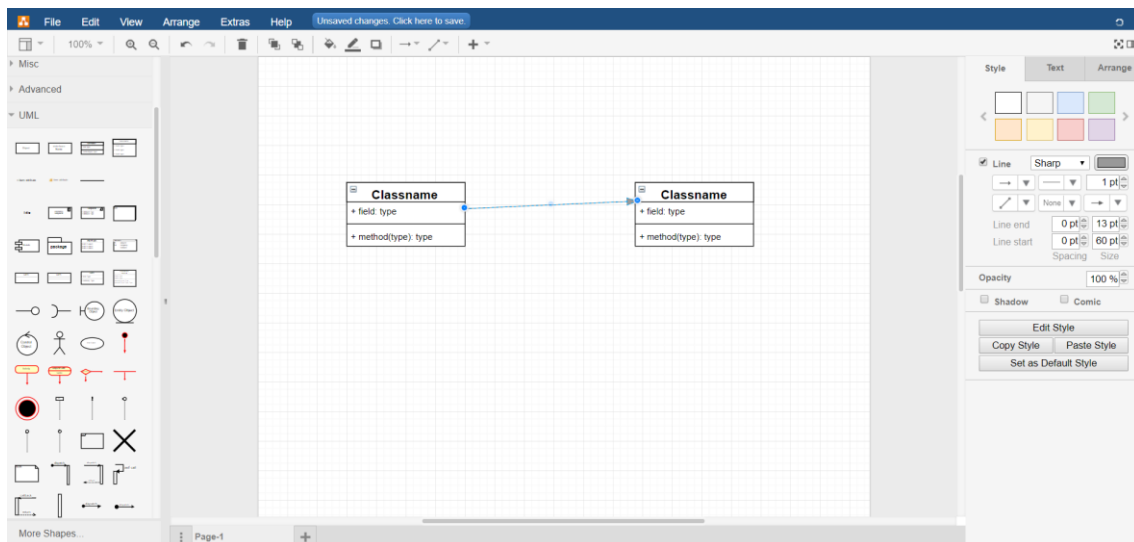 File Edit View Arrange Extras Help Unsaved changes. Click here to save.
100%
Misc
Advanced
UML
package
More Shapes...
Classname
+ field: type
+ method(type): type
Classname
+ field: type
+ method(type): type
Page-1
Style Text Arrange
Line Sharp
1 pt
None
Line end 0 pt 13 pt
Line start 0 pt 60 pt
Spacing Size
Opacity 100 %
Shadow Comic
Edit Style
Copy Style Paste Style
Set as Default Style